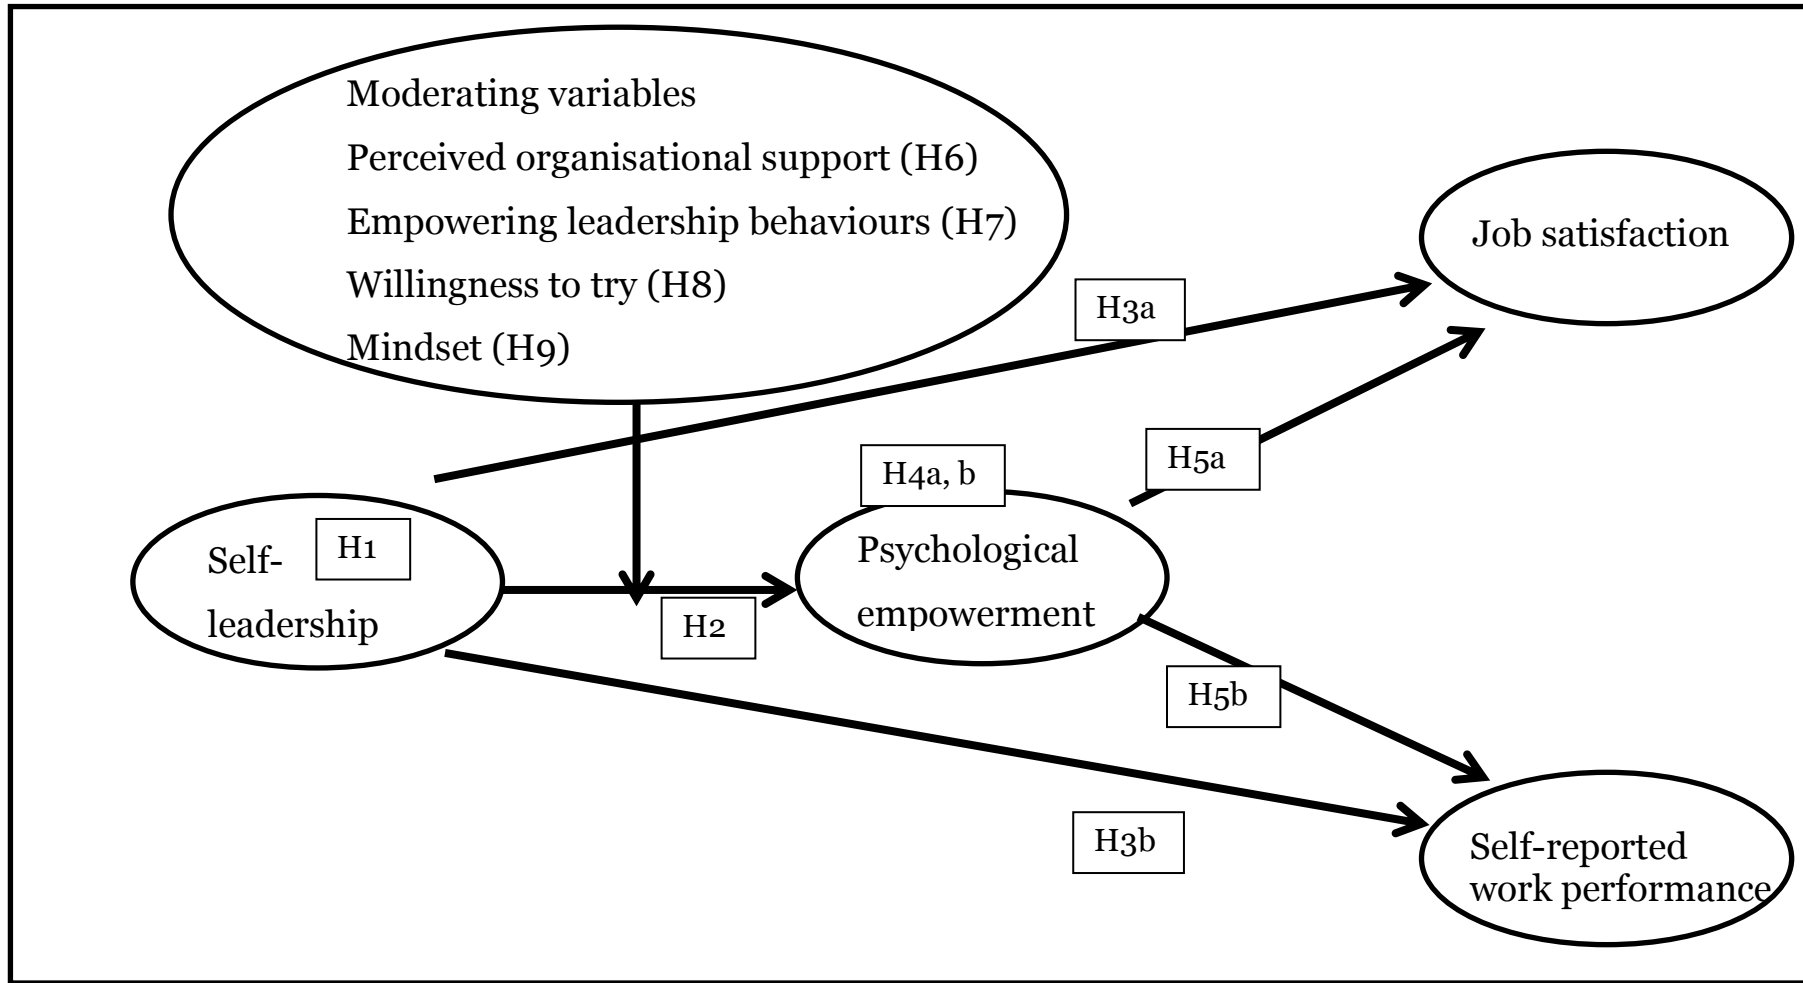 Moderating variables
Perceived organisational support (H6)
Empowering leadership behaviours (H7)
Willingness to try (H8)
Mindset (H9)
Job satisfaction
H3a
H5a
H4a, b
Self-
leadership
H1
Psychological
empowerment
H2
H5b
H3b
Self-reported
work performance